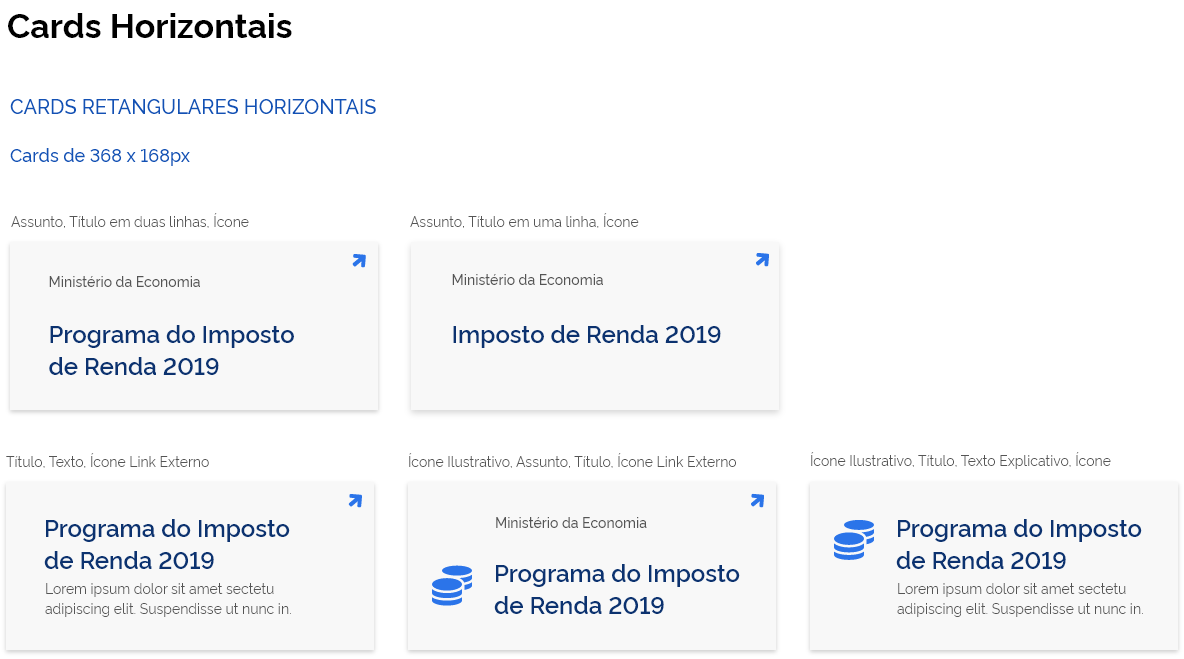 Cards Horizontais
CARDS RETANGULARES HORIZONTAIS
Cards de 368 x 168px
Assunto, Título em duas linhas, Ícone
Ministério da Economia
Programa do Imposto
de Renda 2019
Assunto, Título em uma linha, Ícone
Ministério da Economia
Imposto de Renda 2019
Título, Texto, Ícone Link Externo
Programa do Imposto
de Renda 2019
Lorem ipsum dolor sit amet sectetu
adipiscing elit. Suspendisse ut nunc in.
Ícone Ilustrativo, Assunto, Título, Ícone Link Externo
Ministério da Economia
Programa do Imposto
de Renda 2019
Ícone Ilustrativo, Título, Texto Explicativo, Ícone
Programa do Imposto
de Renda 2019
Lorem ipsum dolor sit amet sectetu
adipiscing elit. Suspendisse ut nunc in.